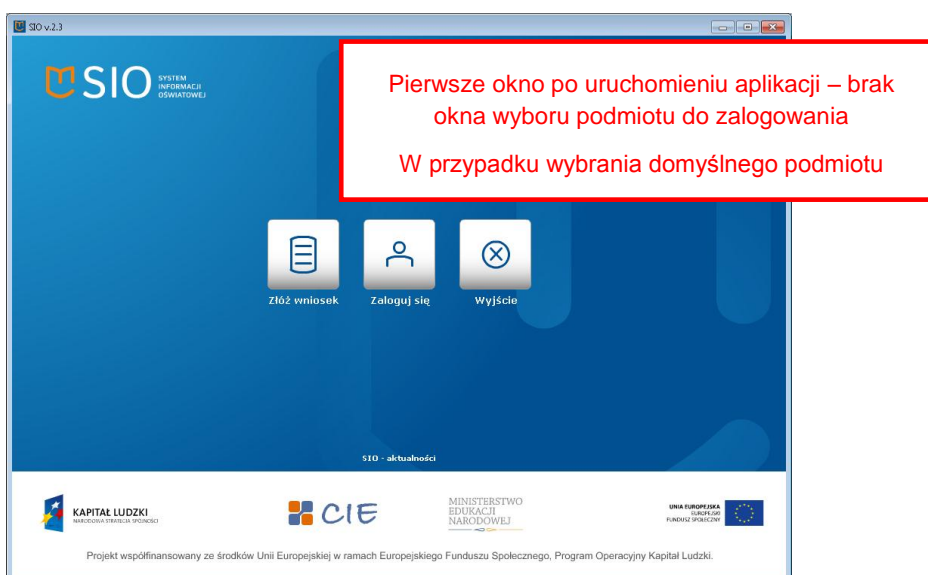 SIO v.2.3
SIO
SYSTEM
INFORMACJI
OŚWIATOWEJ
Pierwsze okno po uruchomieniu aplikacji – brak
okna wyboru podmiotu do zalogowania
W przypadku wybrania domyślnego podmiotu
Złóż wniosek
Zaloguj się
Wyjście
SIO - aktualności
KAPITAŁ LUDZKI
NARODOWA STRATEGIA SPÓJNOŚCI
CIE
MINISTERSTWO
EDUKACJI
NARODOWEJ
UNIA EUROPEJSKA
EUROPEJSKI
FUNDUSZ SPOŁECZNY
Projekt współfinansowany ze środków Unii Europejskiej w ramach Europejskiego Funduszu Społecznego, Program Operacyjny Kapitał Ludzki.